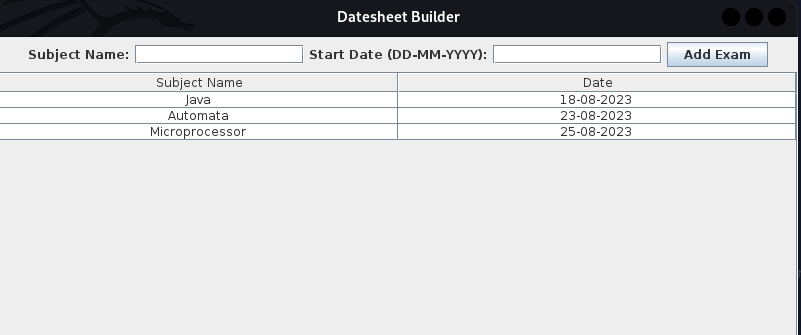 Datesheet Builder
Subject Name: Start Date (DD-MM-YYYY): Add Exam
Subject Name Date
Java 18-08-2023
Automata 23-08-2023
Microprocessor 25-08-2023